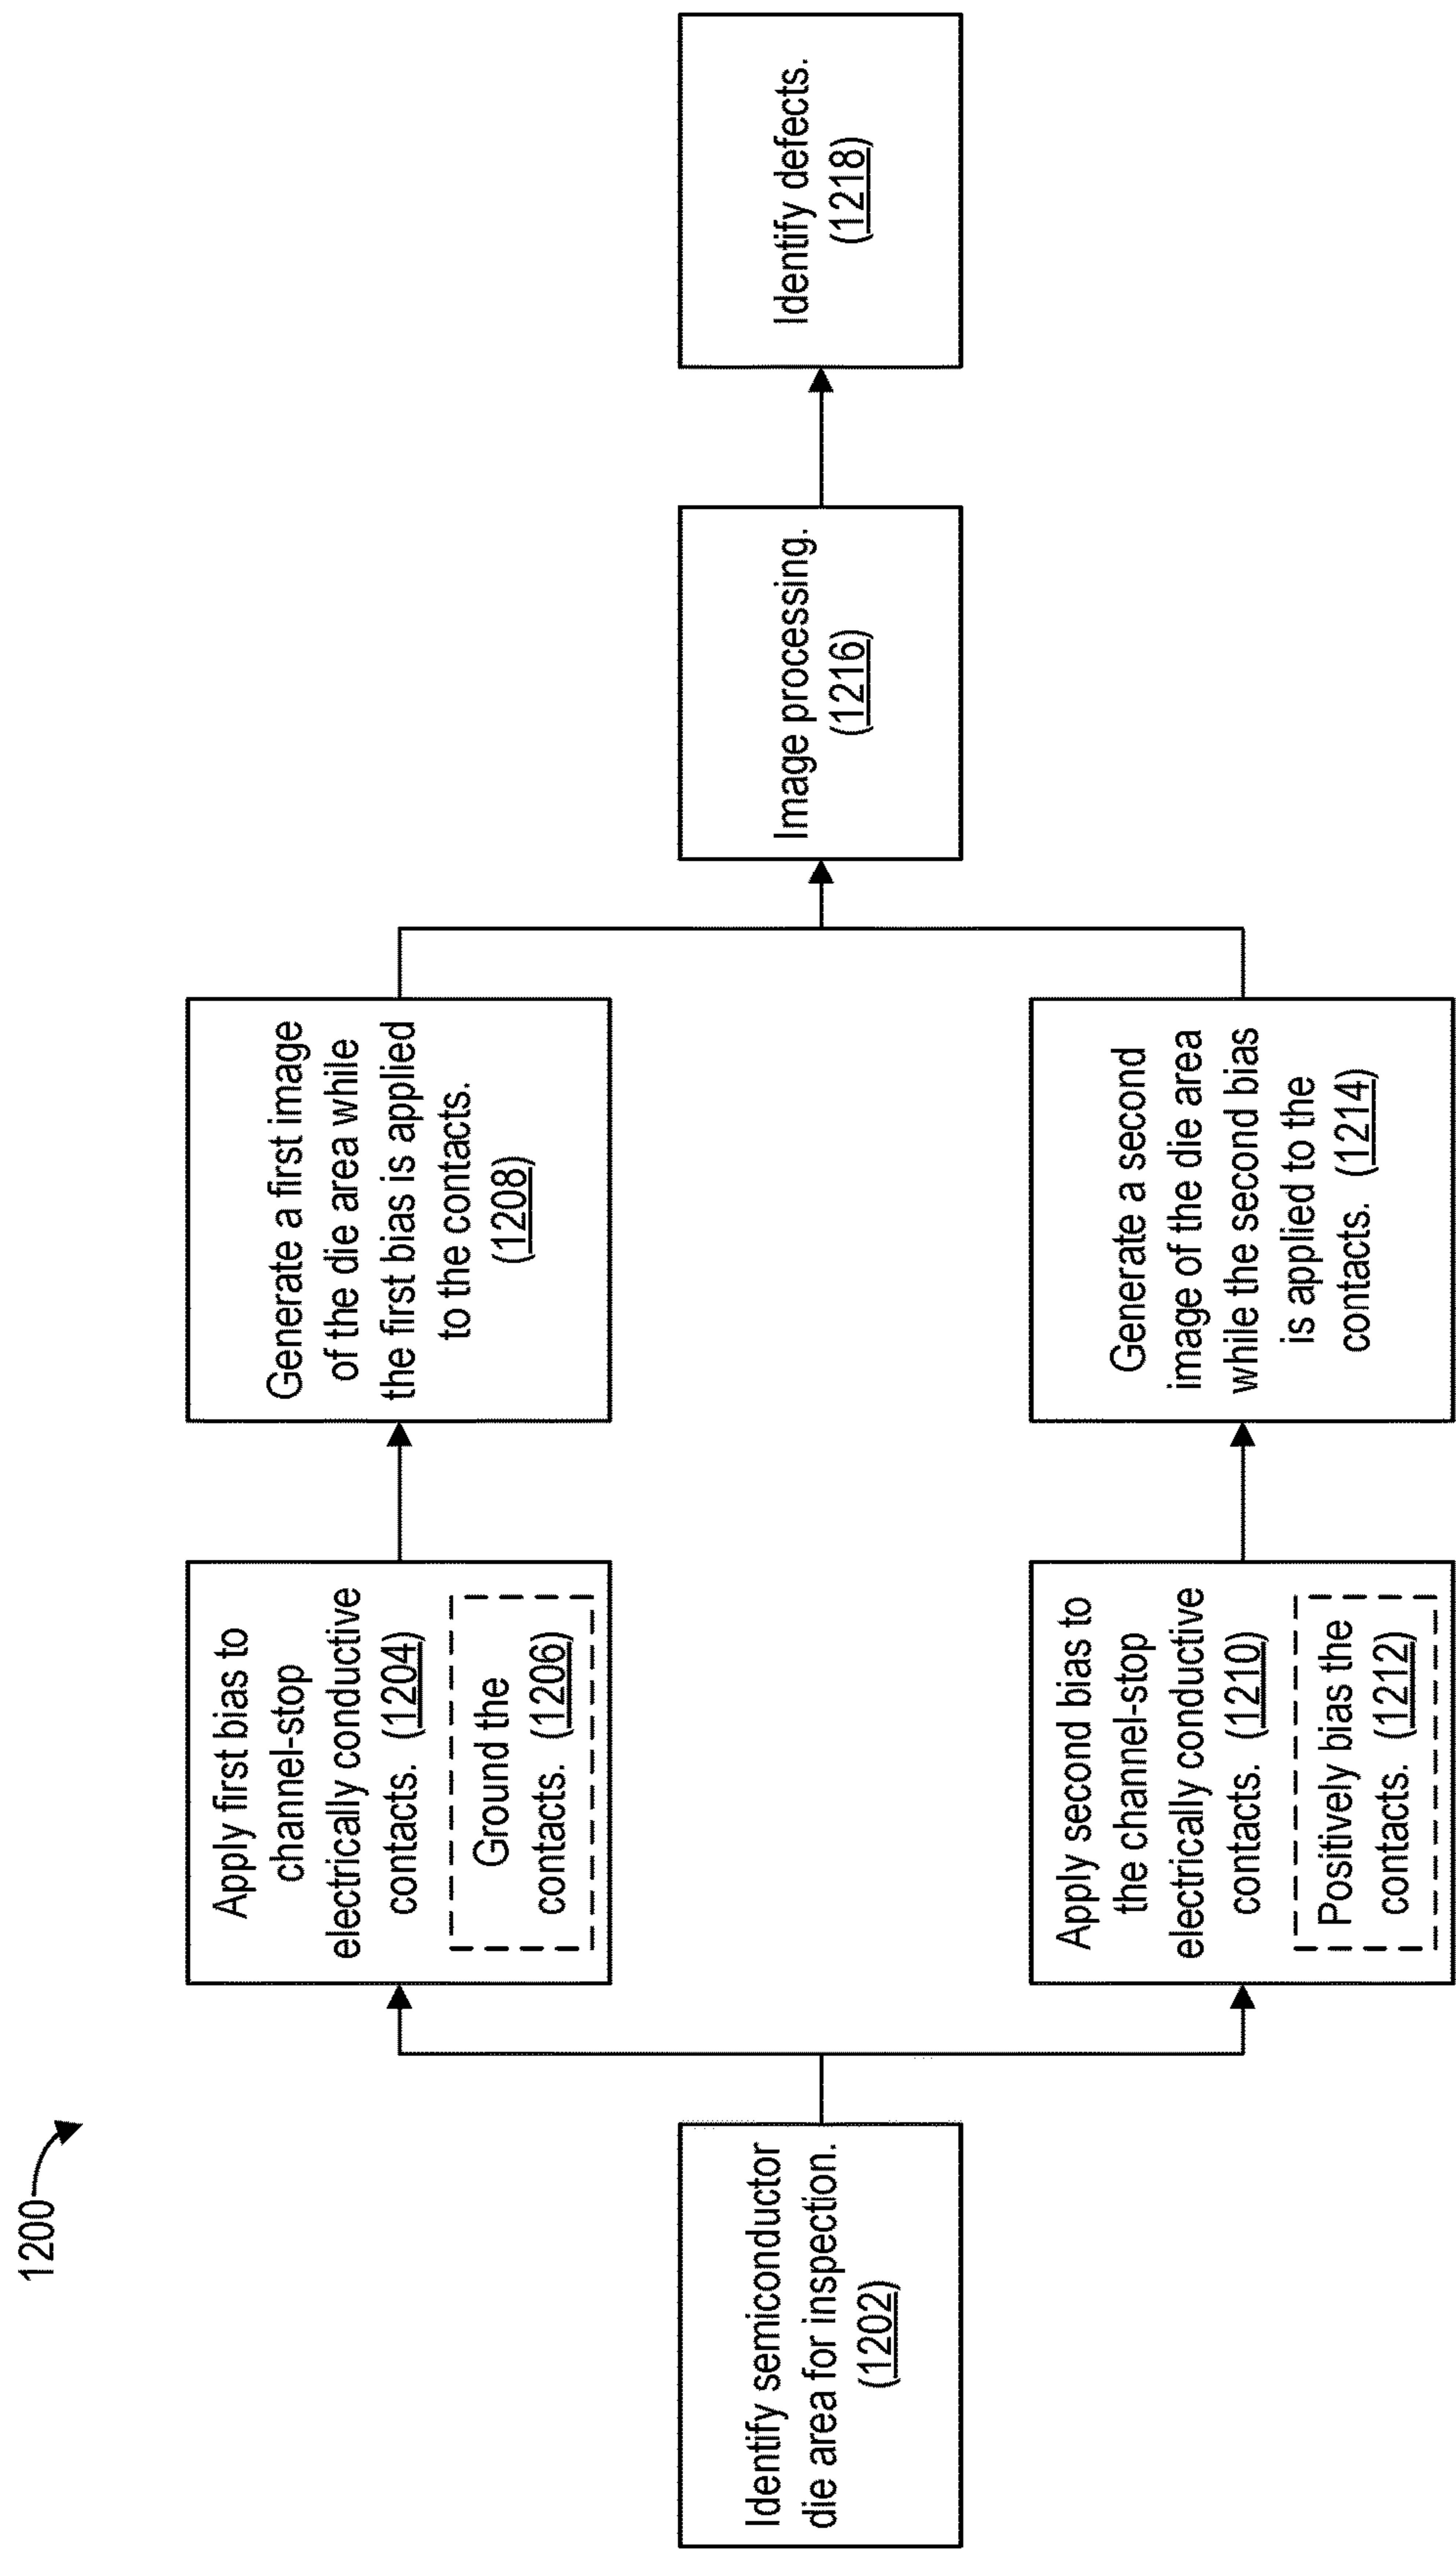 1200
Identify semiconductor
die area for inspection.
(1202)
Apply first bias to
channel-stop
electrically conductive
contacts. (1204)
Ground the
contacts. (1206)
Generate a first image
of the die area while
the first bias is applied
to the contacts.
(1208)
Apply second bias to
the channel-stop
electrically conductive
contacts. (1210)
Positively bias the
contacts. (1212)
Generate a second
image of the die area
while the second bias
is applied to the
contacts. (1214)
Image processing.
(1216)
Identify defects.
(1218)